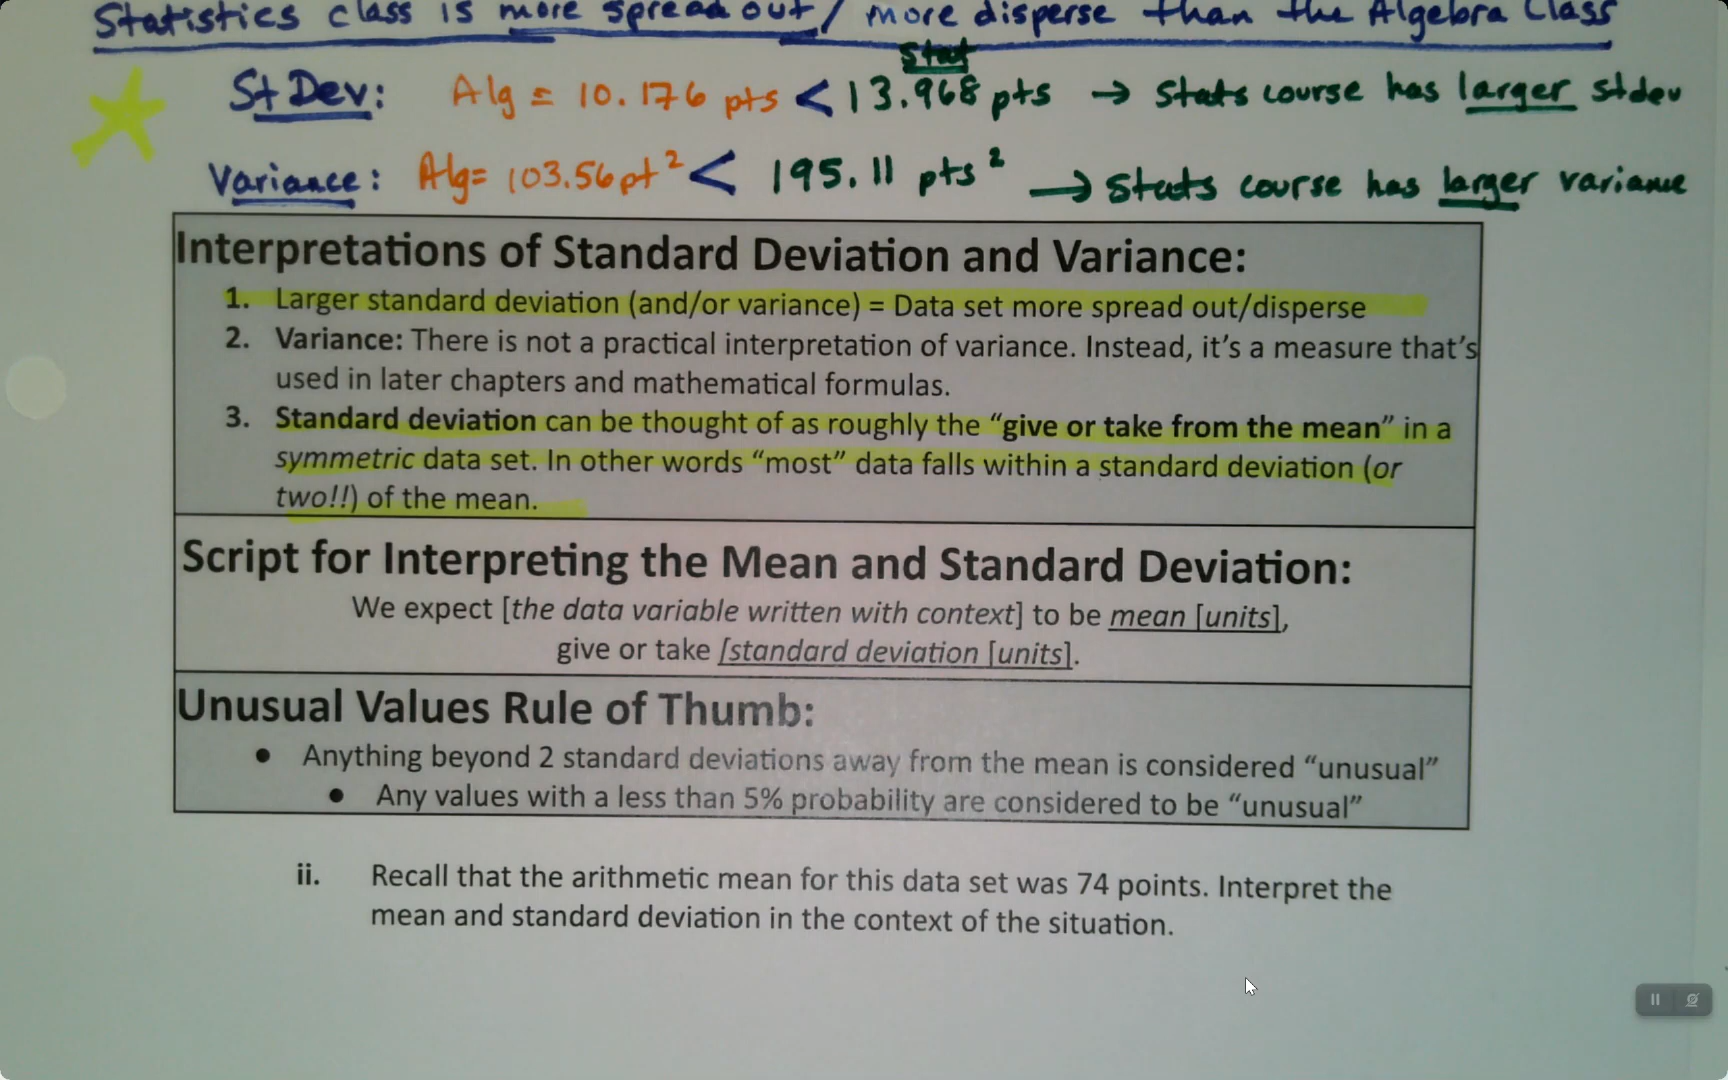 Statistics class is more spread out / more disperse than the Algebra Class
Stat
St Dev: Alg = 10.176 pts < 13.968 pts → Stats course has larger stdev
Variance: Alg= 103.56 pt² < 195.11 pts² → Stats course has larger variance
Interpretations of Standard Deviation and Variance:
1. Larger standard deviation (and/or variance) = Data set more spread out/disperse
2. Variance: There is not a practical interpretation of variance. Instead, it's a measure that's
used in later chapters and mathematical formulas.
3. Standard deviation can be thought of as roughly the "give or take from the mean" in a
symmetric data set. In other words "most" data falls within a standard deviation (or
two!!) of the mean.
Script for Interpreting the Mean and Standard Deviation:
We expect [the data variable written with context] to be mean [units],
give or take [standard deviation [units].
Unusual Values Rule of Thumb:
• Anything beyond 2 standard deviations away from the mean is considered "unusual"
• Any values with a less than 5% probability are considered to be "unusual"
ii. Recall that the arithmetic mean for this data set was 74 points. Interpret the
mean and standard deviation in the context of the situation.